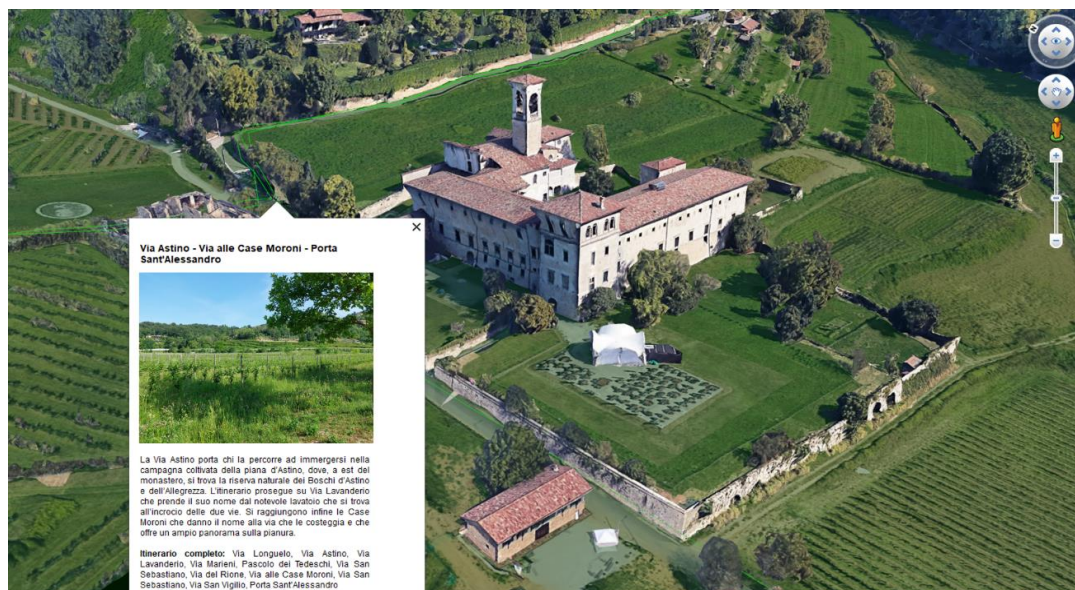 Via Astino - Via alle Case Moroni - Porta
Sant'Alessandro
La Via Astino porta chi la percorre ad immergersi nella
campagna coltivata della piana d'Astino, dove, a est del
monastero, si trova la riserva naturale dei Boschi d'Astino
e dell'Allegrezza. L'itinerario prosegue su Via Lavanderio
che prende il suo nome dal notevole lavatoio che si trova
all'incrocio delle due vie. Si raggiungono infine le Case
Moroni che danno il nome alla via che le costeggia e che
offre un ampio panorama sulla pianura.
Itinerario completo: Via Longuelo, Via Astino, Via
Lavanderio, Via Marieni, Pascolo dei Tedeschi, Via San
Sebastiano, Via del Rione, Via alle Case Moroni, Via San
Sebastiano, Via San Vigilio, Porta Sant'Alessandro